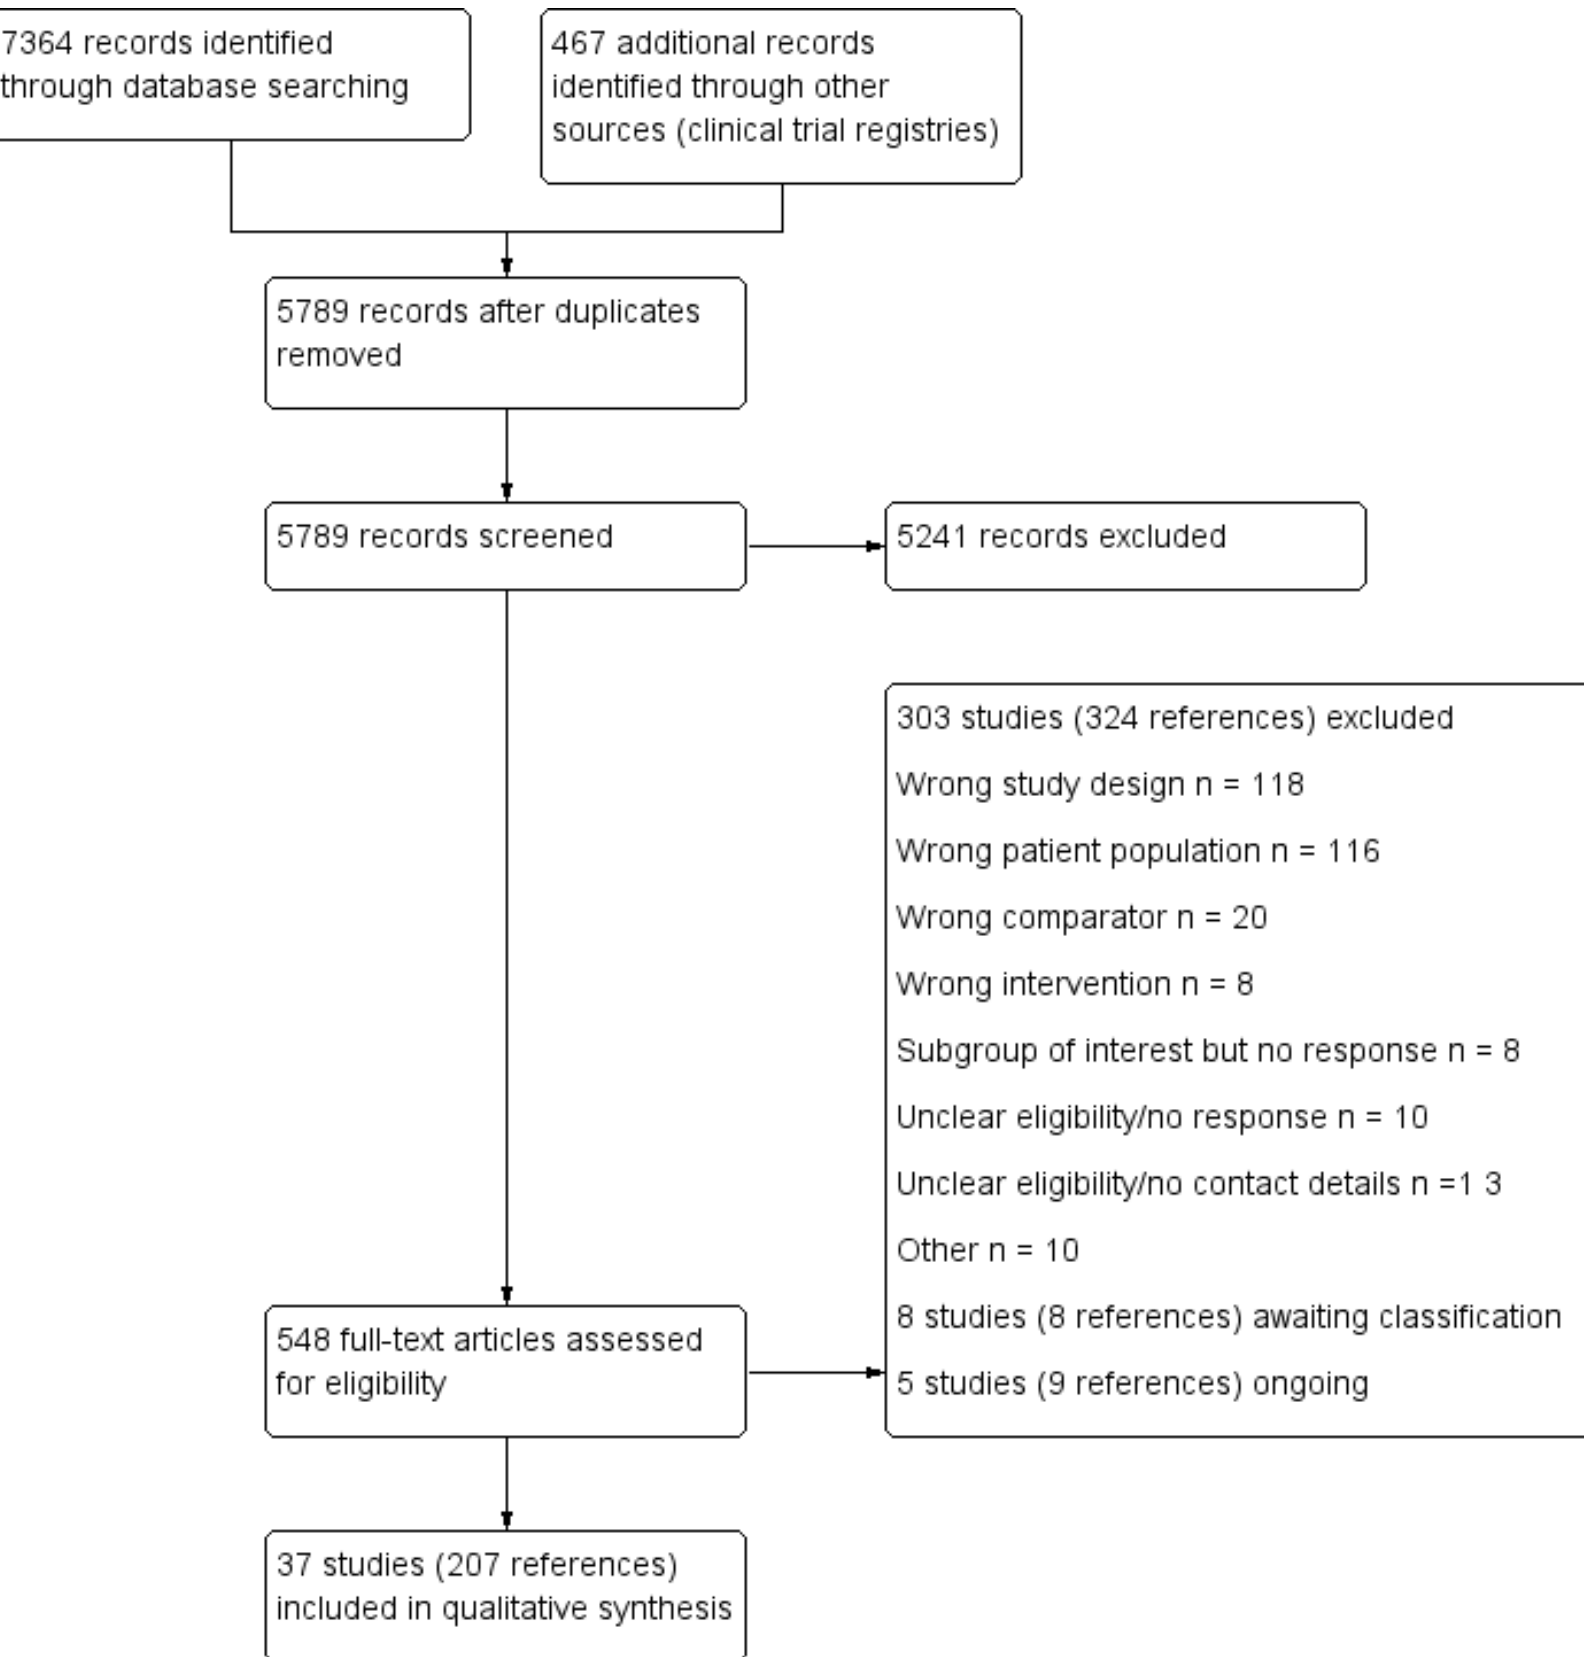 7364 records identified
through database searching
467 additional records
identified through other
sources (clinical trial registries)
5789 records after duplicates
removed
5789 records screened
5241 records excluded
303 studies (324 references) excluded
Wrong study design n = 118
Wrong patient population n = 116
Wrong comparator n = 20
Wrong intervention n = 8
Subgroup of interest but no response n = 8
Unclear eligibility/no response n = 10
Unclear eligibility/no contact details n =1 3
Other n = 10
8 studies (8 references) awaiting classification
5 studies (9 references) ongoing
548 full-text articles assessed
for eligibility
37 studies (207 references)
included in qualitative synthesis